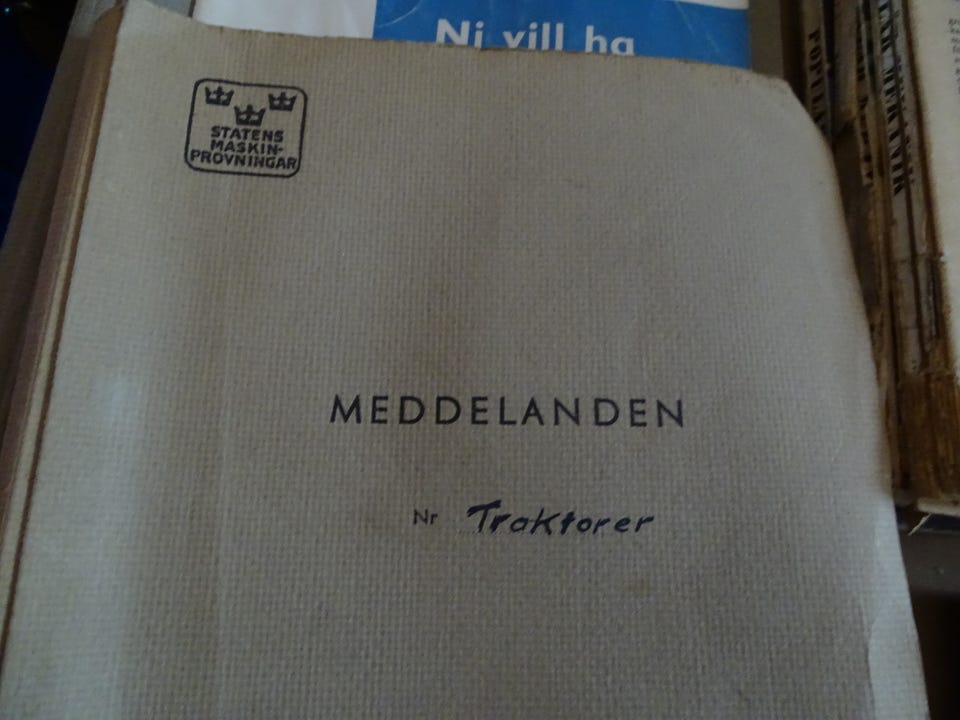 Ni vill ha
STATENS
MASKIN-
PROVNINGAR
MEDDELANDEN
Nr Traktorer